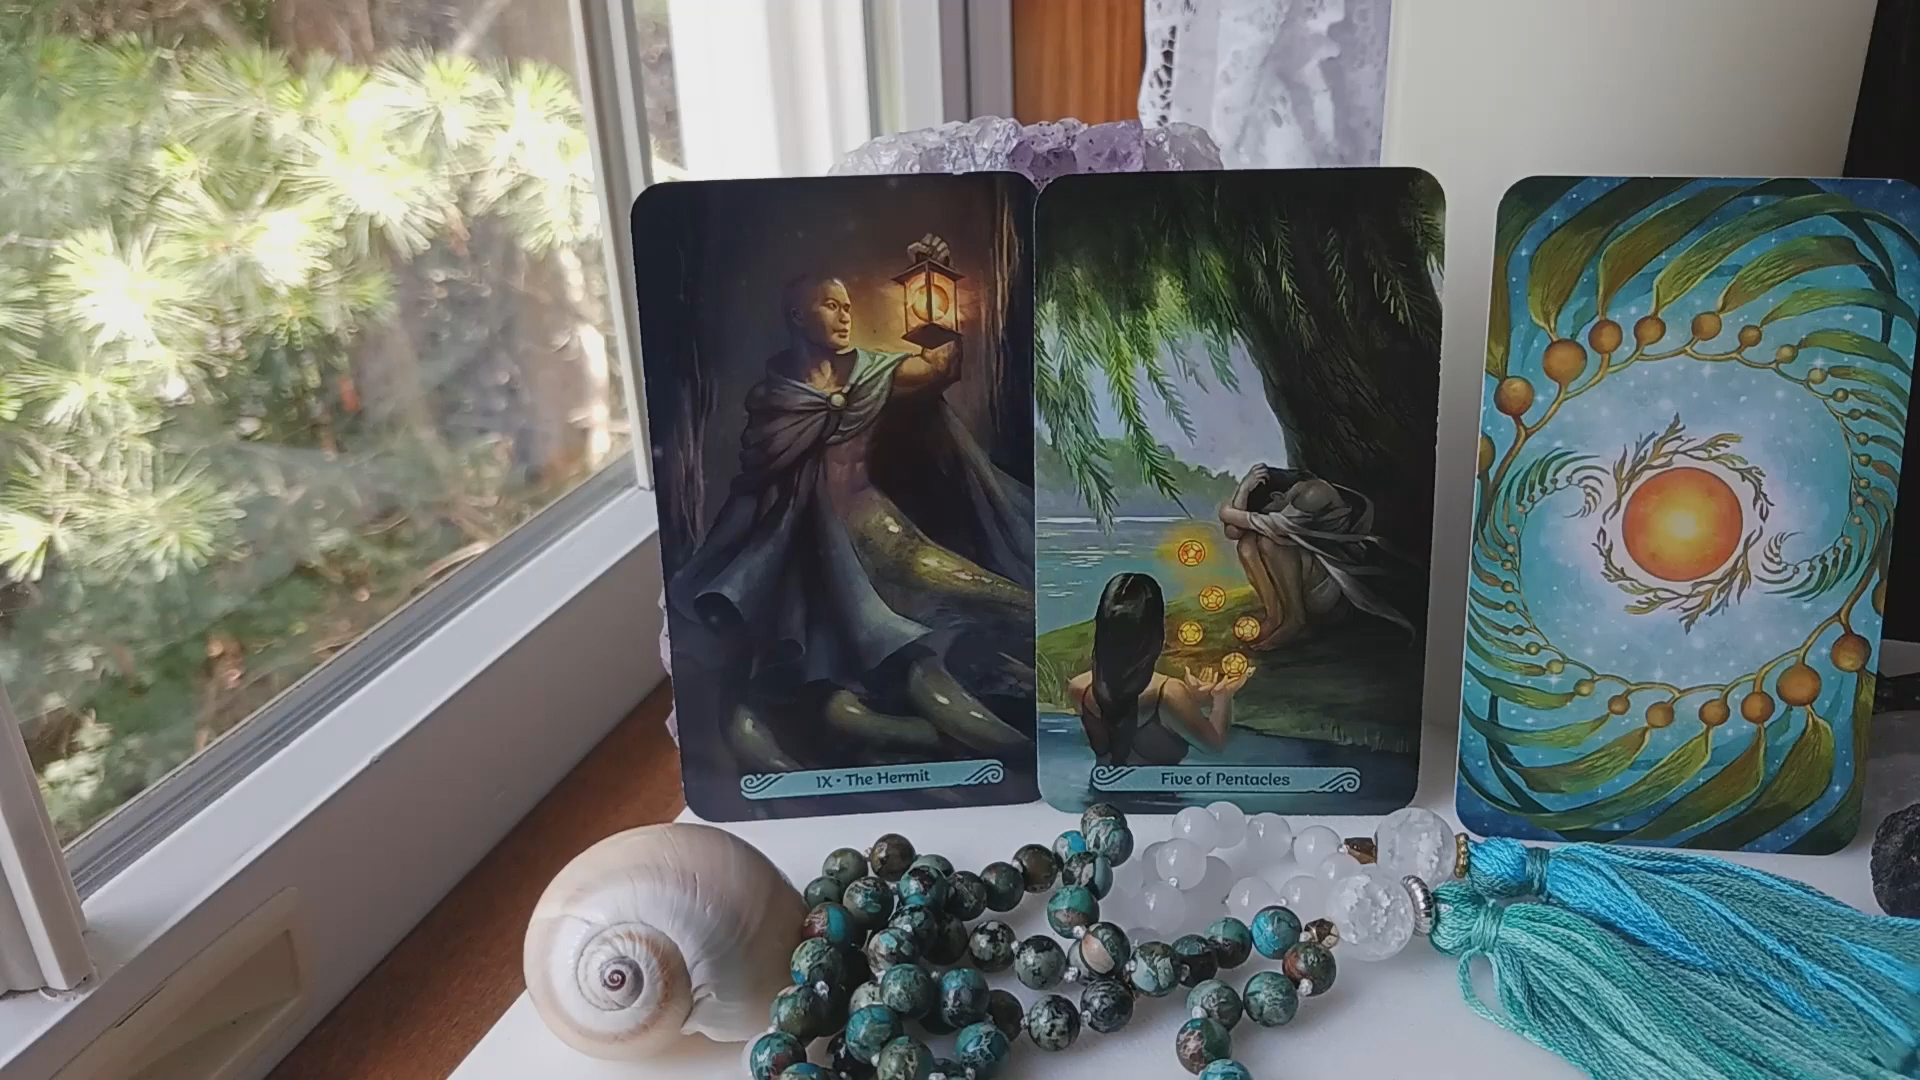 IX • The Hermit
Five of Pentacles